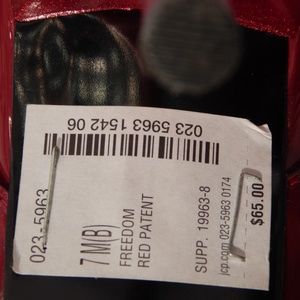 023 5963 1542 06
023-5963
7 M(B)
FREEDOM
RED PATENT
SUPP. 19963-8
jcp.com 023-5963 0174
$65.00